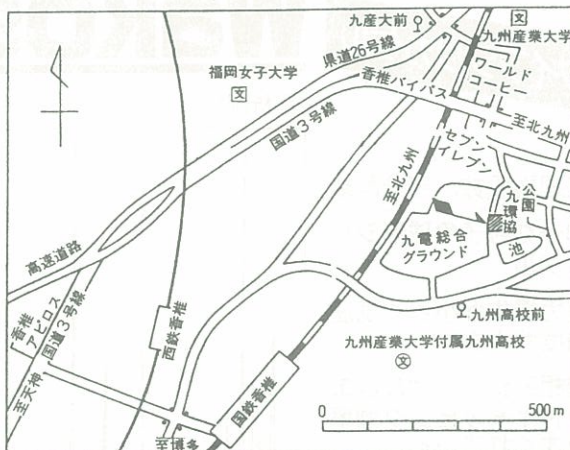 九産大前
文
九州産業大学
県道26号線
福岡女子大学
文
ワールド
コーヒー
香椎バイパス
至北九州
国道3号線
セブン
イレブン
至北九州
公園
九環協
九電総合
グラウンド
池
高速道路
香椎
アピロス
国道3号線
西鉄香椎
九州高校前
九州産業大学付属九州高校
文
至天神
国鉄香椎
至博多
0 500m